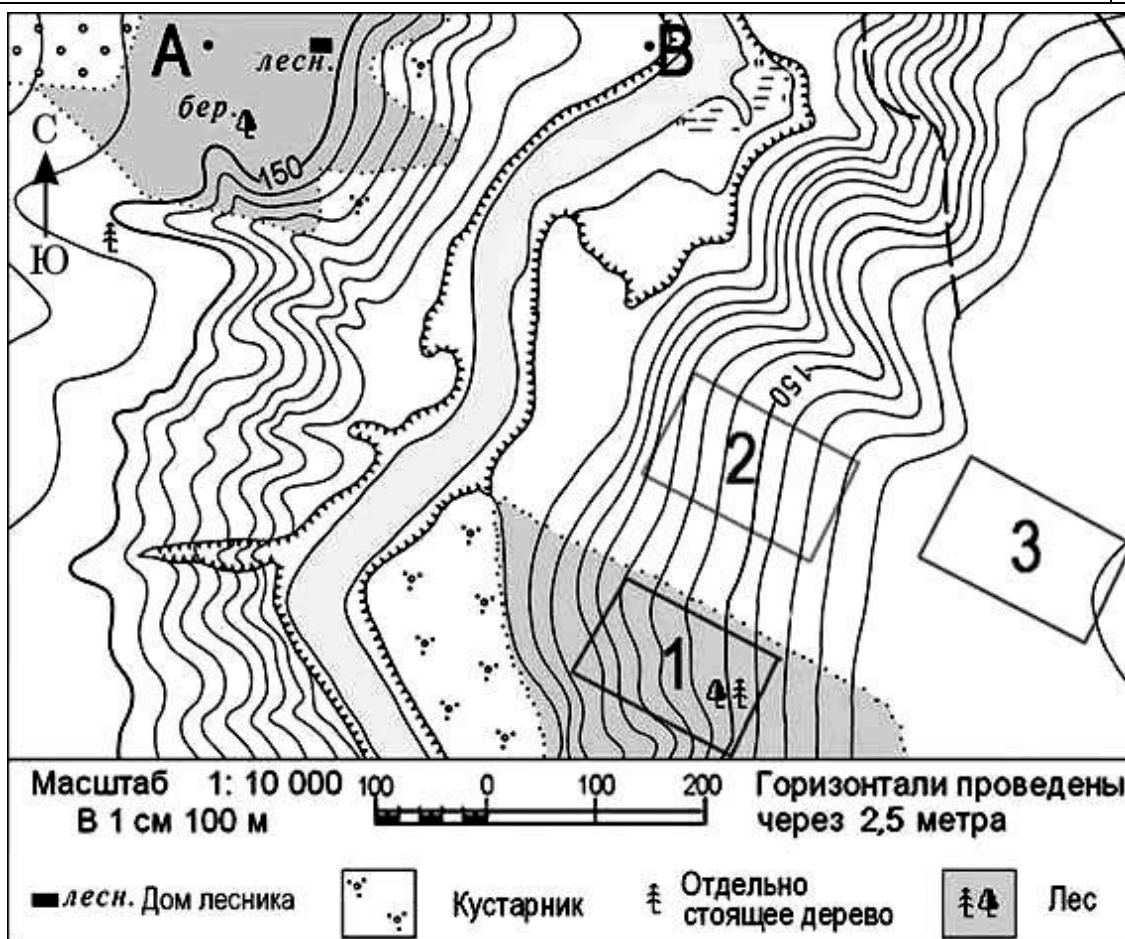 А
лесн.
В
бер.
С
150
Ю
150
2
3
1
Масштаб 1: 10 000
В 1 см 100 м
100 0 100 200
Горизонтали проведены
через 2,5 метра
лесн. Дом лесника
Кустарник
Отдельно
стоящее дерево
Лес